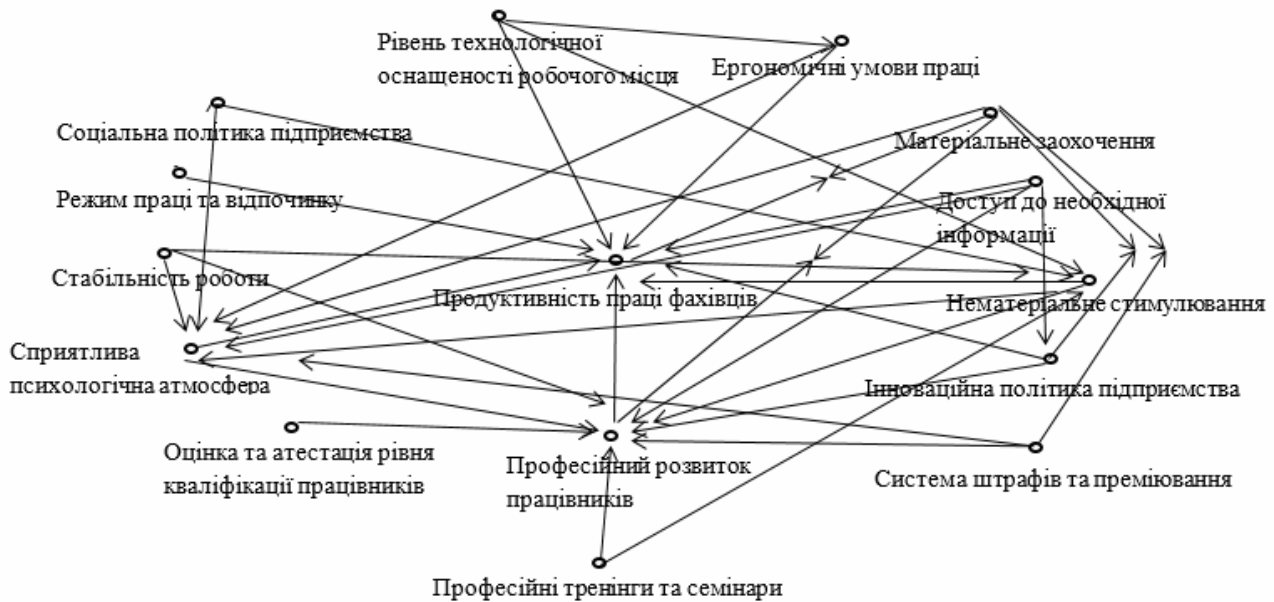 Рівень технологічної
оснащеності робочого місця
Ергономічні умови праці
Соціальна політика підприємства
Матеріальне заохочення
Режим праці та відпочинку
Доступ до необхідної
інформації
Стабільність роботи
Продуктивність праці фахівців
Нематеріальне стимулювання
Сприятлива
психологічна атмосфера
Інноваційна політика підприємства
Оцінка та атестація рівня
кваліфікації працівників
Професійний розвиток
працівників
Система штрафів та преміювання
Професійні тренінги та семінари